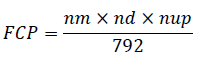 FCP = nm × nd × nup / 792